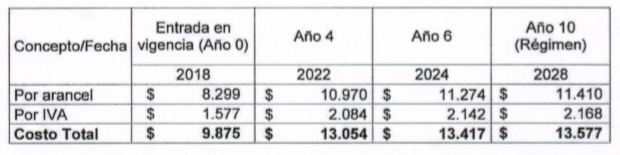 Concepto/Fecha Entrada en vigencia (Año 0) Año 4 Año 6 Año 10 (Régimen)
2018 2022 2024 2028
Por arancel $ 8.299 $ 10.970 $ 11.274 $ 11.410
Por IVA $ 1.577 $ 2.084 $ 2.142 $ 2.168
Costo Total $ 9.875 $ 13.054 $ 13.417 $ 13.577